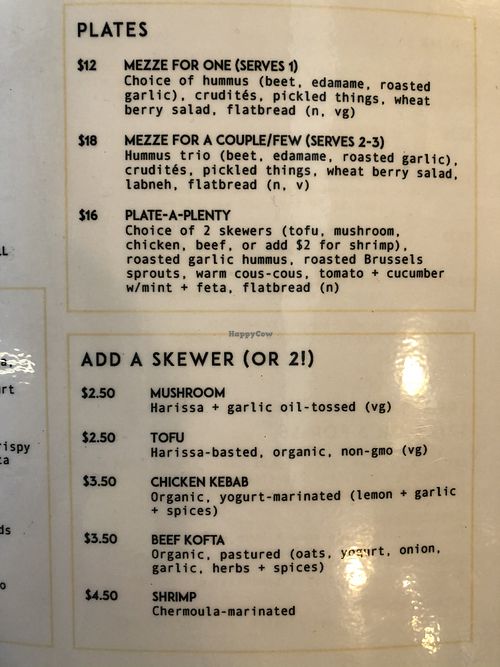 PLATES
$12 MEZZE FOR ONE (SERVES 1)
Choice of hummus (beet, edamame, roasted
garlic), crudités, pickled things, wheat
berry salad, flatbread (n, vg)
$18 MEZZE FOR A COUPLE/FEW (SERVES 2-3)
Hummus trio (beet, edamame, roasted garlic),
crudités, pickled things, wheat berry salad,
labneh, flatbread (n, v)
$16 PLATE-A-PLENTY
Choice of 2 skewers (tofu, mushroom,
chicken, beef, or add $2 for shrimp),
roasted garlic hummus, roasted Brussels
sprouts, warm cous-cous, tomato + cucumber
w/mint + feta, flatbread (n)
HappyCow
ADD A SKEWER (OR 2!)
$2.50 MUSHROOM
Harissa + garlic oil-tossed (vg)
$2.50 TOFU
Harissa-basted, organic, non-gmo (vg)
$3.50 CHICKEN KEBAB
Organic, yogurt-marinated (lemon + garlic
+ spices)
$3.50 BEEF KOFTA
Organic, pastured (oats, yogurt, onion,
garlic, herbs + spices)
$4.50 SHRIMP
Chermoula-marinated